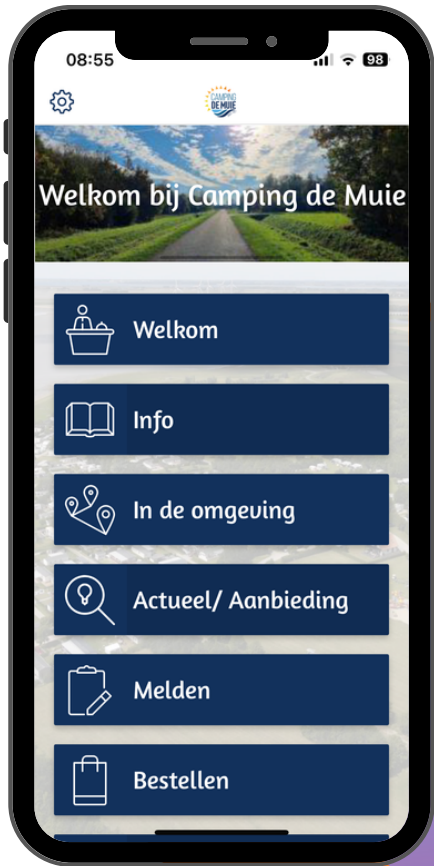 08:55
98
CAMPING
DE MUIE
Welkom bij Camping de Muie
Welkom
Info
In de omgeving
Actueel/ Aanbieding
Melden
Bestellen